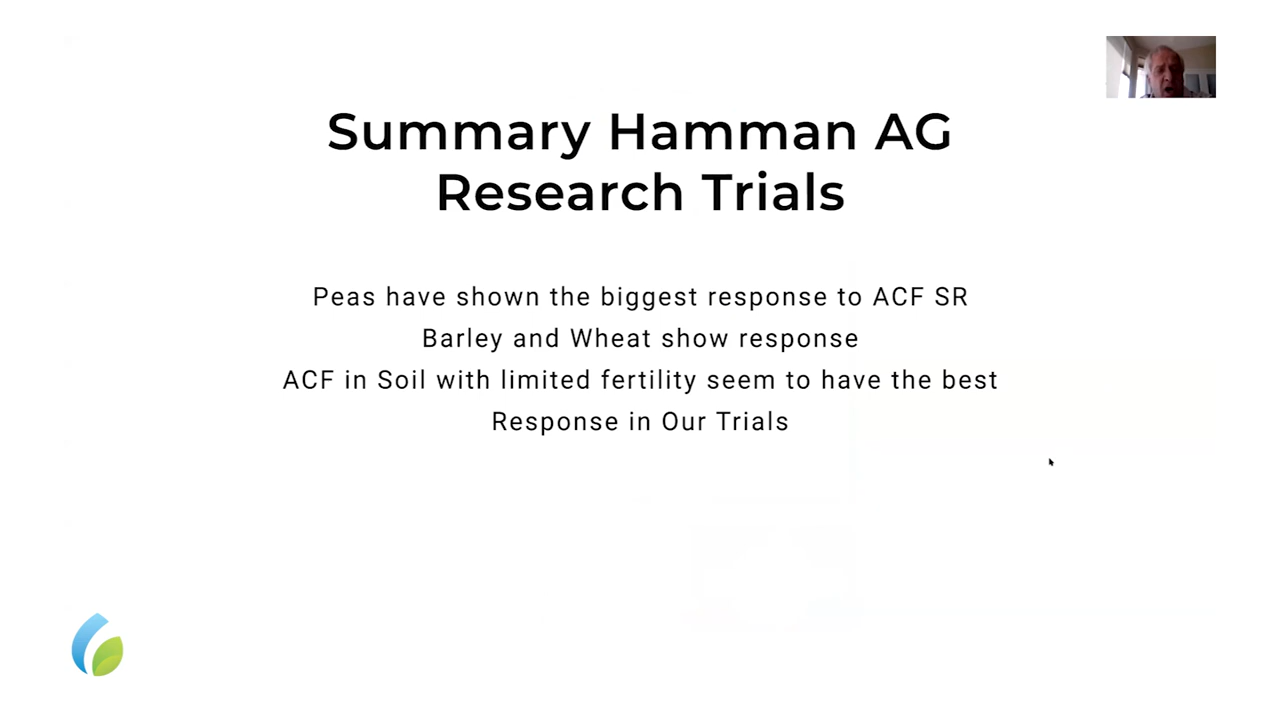 Summary Hamman AG
Research Trials
Peas have shown the biggest response to ACF SR
Barley and Wheat show response
ACF in Soil with limited fertility seem to have the best
Response in Our Trials